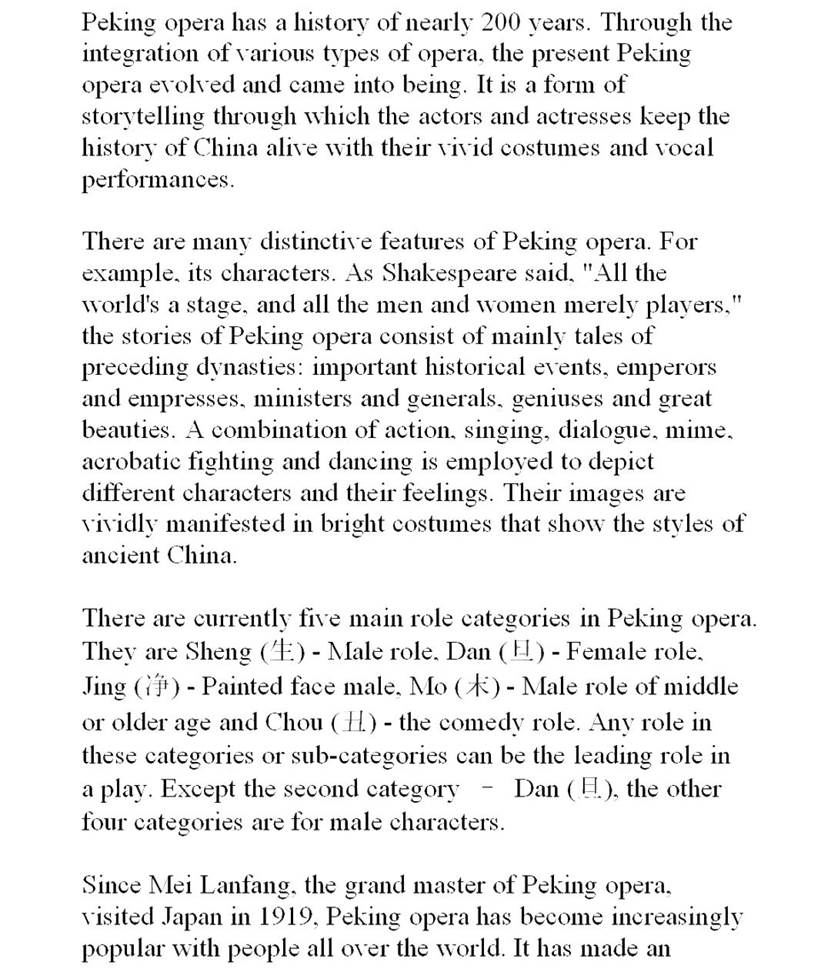 Peking opera has a history of nearly 200 years. Through the
integration of various types of opera, the present Peking
opera evolved and came into being. It is a form of
storytelling through which the actors and actresses keep the
history of China alive with their vivid costumes and vocal
performances.
There are many distinctive features of Peking opera. For
example, its characters. As Shakespeare said, "All the
world's a stage, and all the men and women merely players,"
the stories of Peking opera consist of mainly tales of
preceding dynasties: important historical events, emperors
and empresses, ministers and generals, geniuses and great
beauties. A combination of action, singing, dialogue, mime,
acrobatic fighting and dancing is employed to depict
different characters and their feelings. Their images are
vividly manifested in bright costumes that show the styles of
ancient China.
There are currently five main role categories in Peking opera.
They are Sheng (生) - Male role, Dan (旦) - Female role,
Jing (净) - Painted face male, Mo (末) - Male role of middle
or older age and Chou (丑) - the comedy role. Any role in
these categories or sub-categories can be the leading role in
a play. Except the second category – Dan (旦), the other
four categories are for male characters.
Since Mei Lanfang, the grand master of Peking opera,
visited Japan in 1919, Peking opera has become increasingly
popular with people all over the world. It has made an